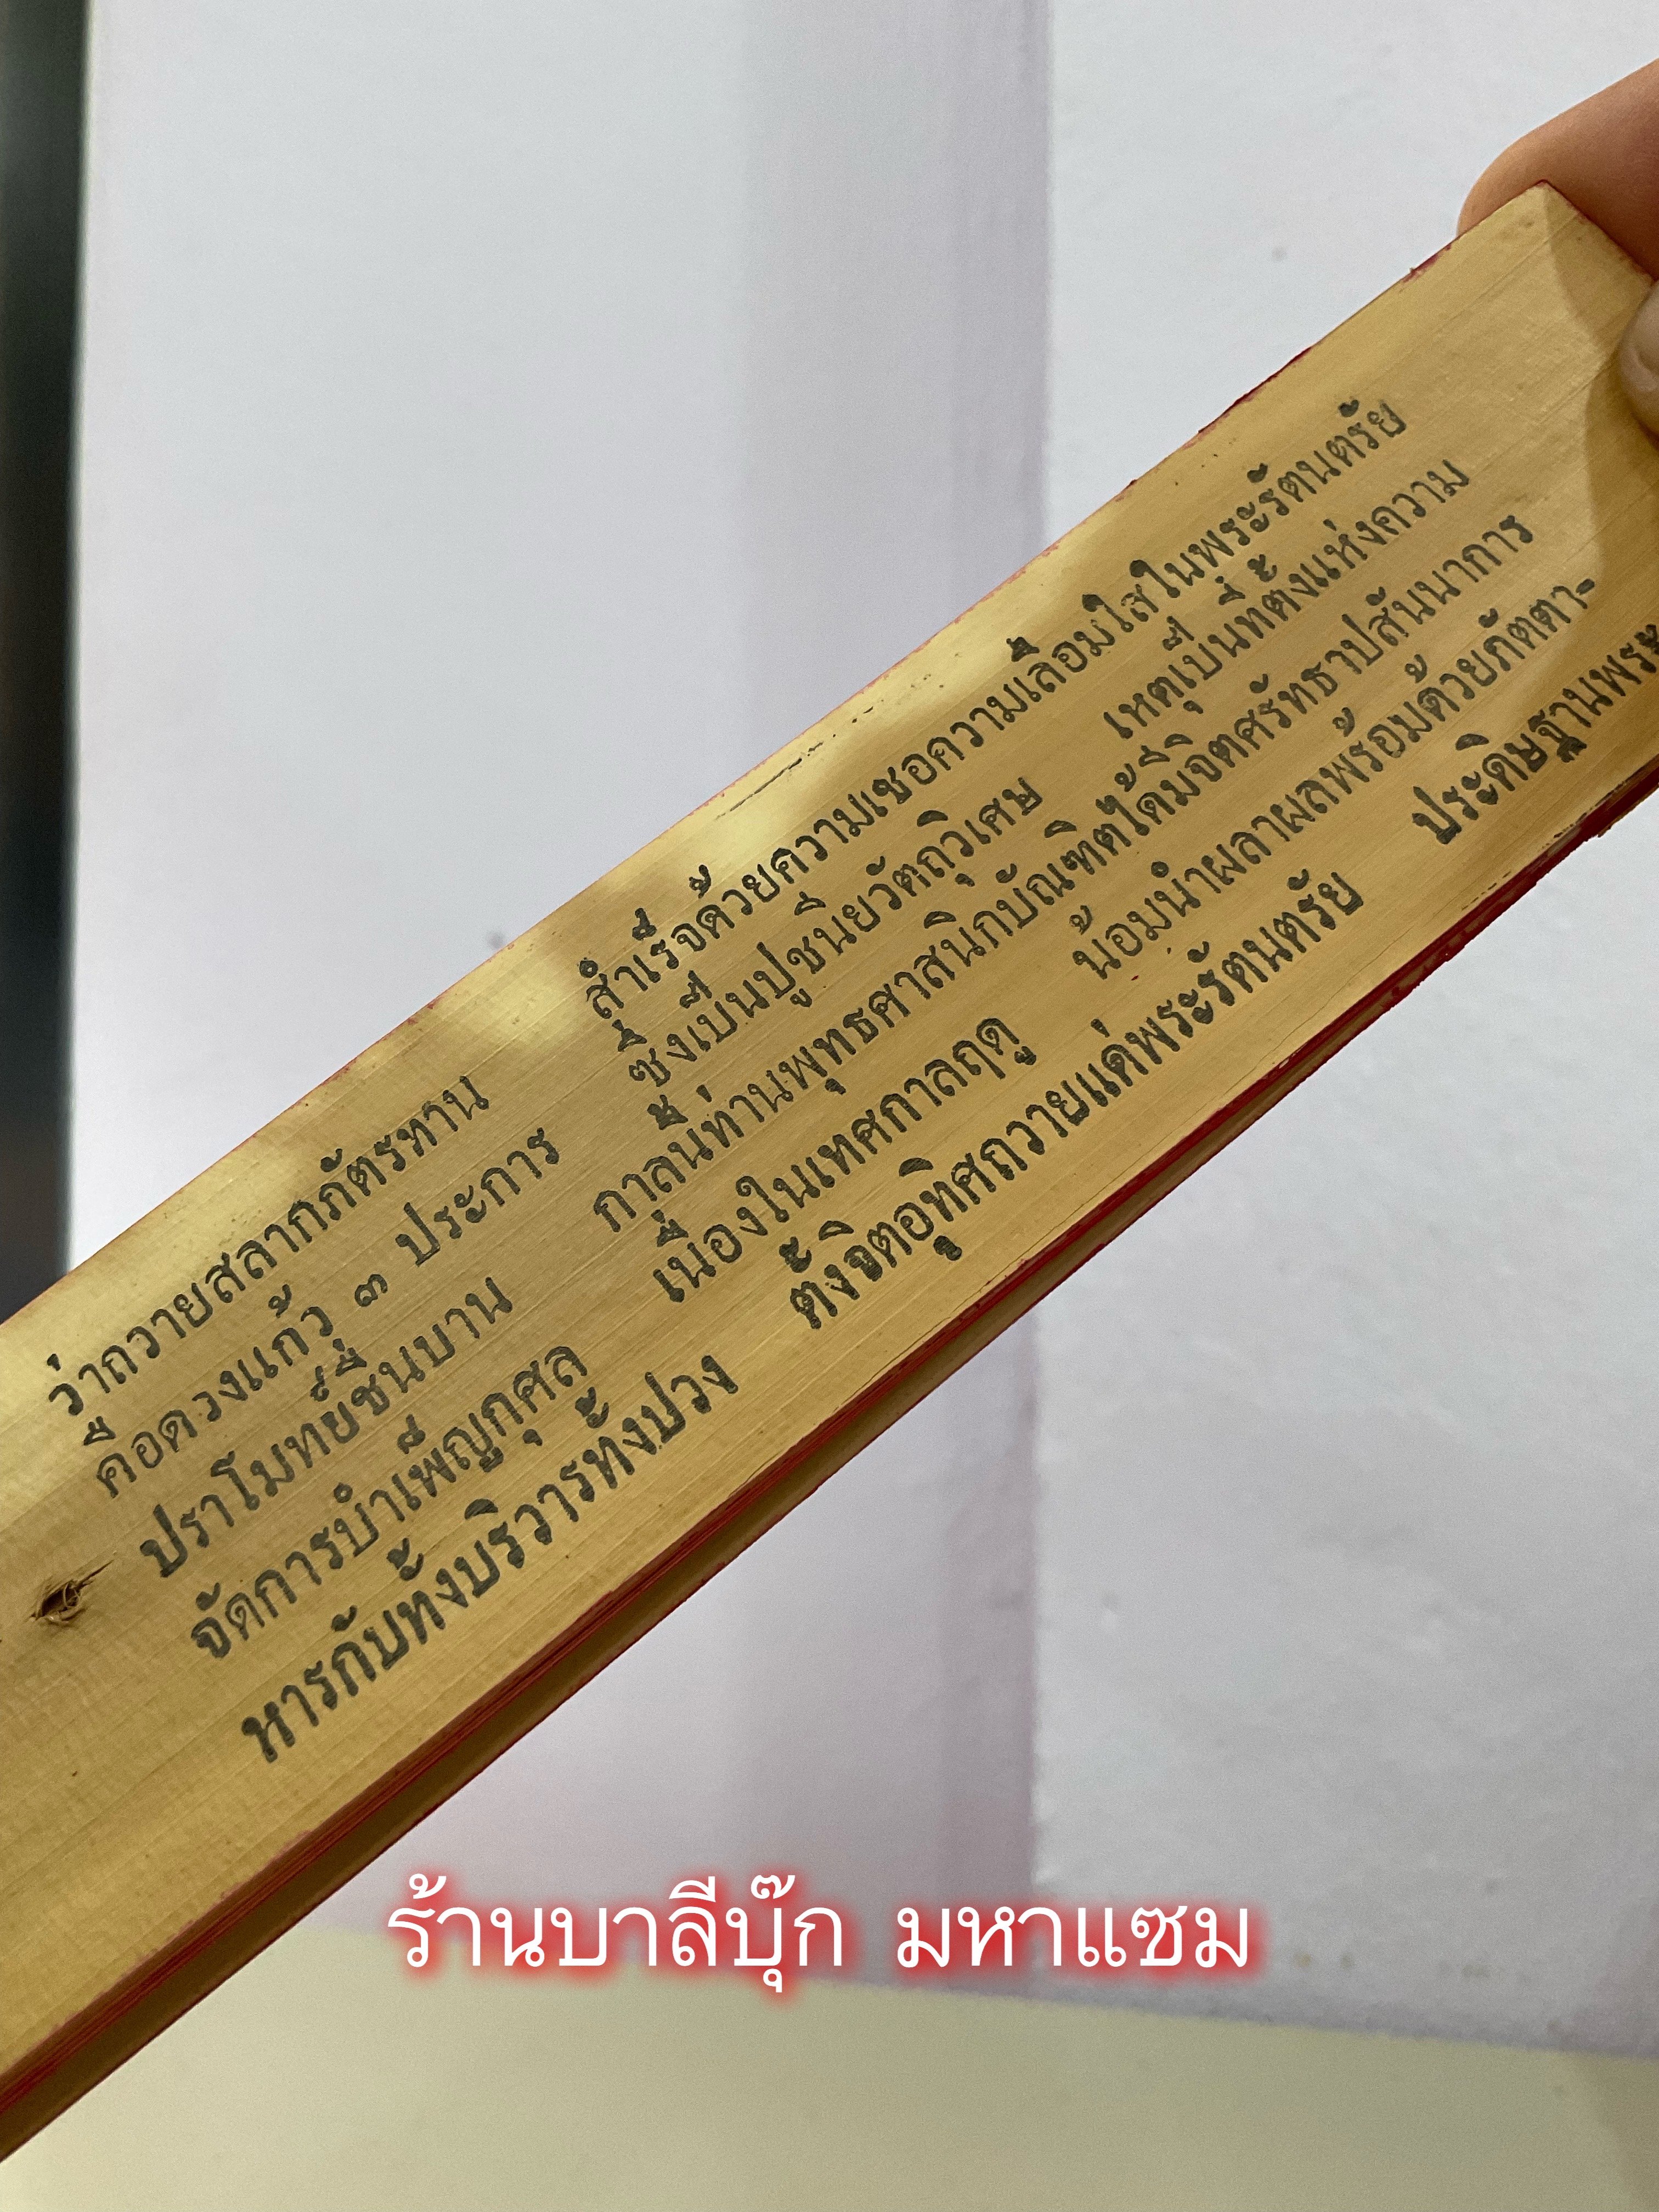 ว่าถวายสลากภัตรทาน สำเร็จด้วยความเชื่อความเลื่อมใสในพระรัตนตรัย
คือดวงแก้ว ๓ ประการ ซึ่งเป็นปูชนียวัตถุวิเศษ เหตุเป็นที่ตั้งแห่งความ
ปราโมทย์ชื่นบาน กาลนี้ท่านพุทธศาสนิกบัณฑิตได้มีจิตศรัทธาปสันนาการ
จัดการบำเพ็ญกุศล เนื่องในเทศกาลฤดู น้อมนำผลาผลพร้อมด้วยภัตตา-
หารกับทั้งบริวารทั้งปวง ตั้งจิตอุทิศถวายแด่พระรัตนตรัย ประดิษฐานพระ
ร้านบาลีบุ๊ก มหาแซม